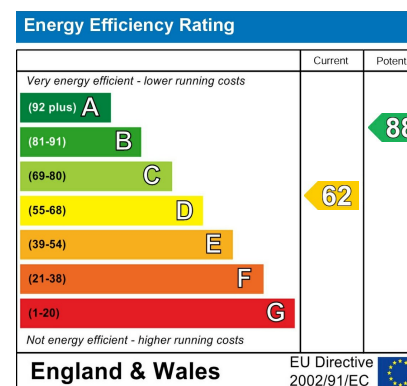 Energy Efficiency Rating
Current
Potent
Very energy efficient - lower running costs
(92 plus) A
(81-91) B
88
(69-80) C
(55-68) D
62
(39-54) E
(21-38) F
(1-20) G
Not energy efficient - higher running costs
England & Wales
EU Directive
2002/91/EC